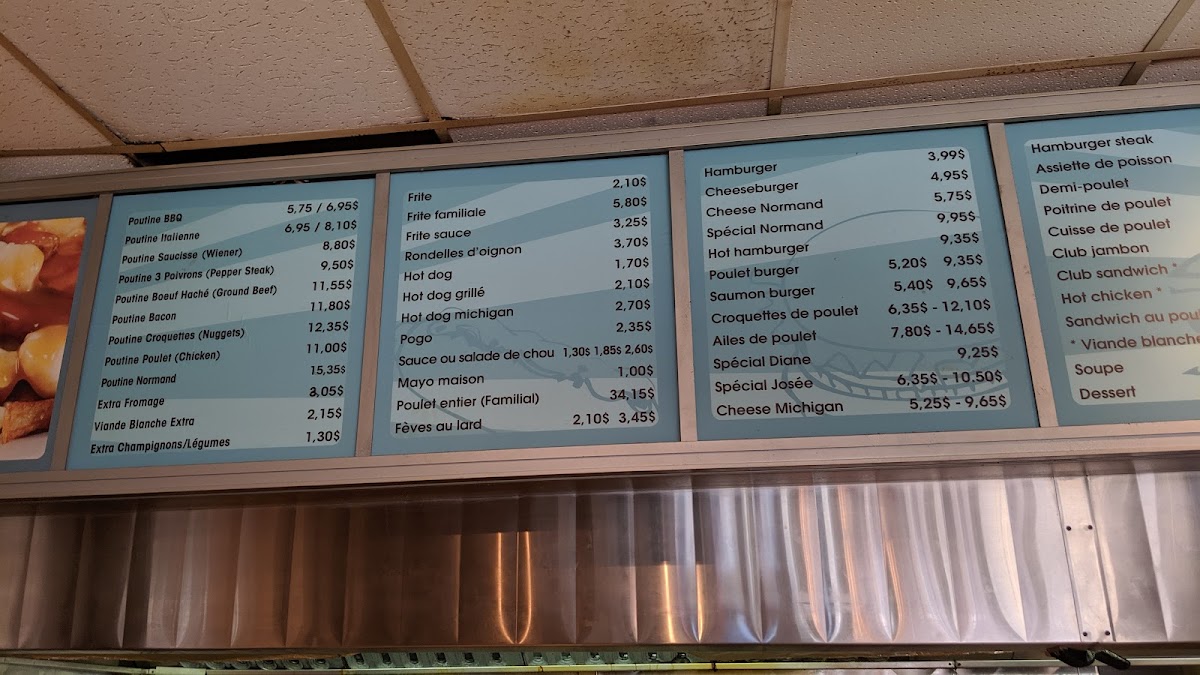 Poutine BBQ 5,75 / 6,95$
Poutine Italienne 6,95 / 8,10$
Poutine Saucisse (Wiener) 8,80$
Poutine 3 Poivrons (Pepper Steak) 9,50$
Poutine Boeuf Haché (Ground Beef) 11,55$
Poutine Bacon 11,80$
Poutine Croquettes (Nuggets) 12,35$
Poutine Poulet (Chicken) 11,00$
Poutine Normand 15,35$
Extra Fromage 3,05$
Viande Blanche Extra 2,15$
Extra Champignons/Légumes 1,30$
Frite 2,10$
Frite familiale 5,80$
Frite sauce 3,25$
Rondelles d'oignon 3,70$
Hot dog 1,70$
Hot dog grillé 2,10$
Hot dog michigan 2,70$
Pogo 2,35$
Sauce ou salade de chou 1,30$ 1,85$ 2,60$
Mayo maison 1,00$
Poulet entier (Familial) 34,15$
Fèves au lard 2,10$ 3,45$
Hamburger 3,99$
Cheeseburger 4,95$
Cheese Normand 5,75$
Spécial Normand 9,95$
Hot hamburger 9,35$
Poulet burger 5,20$ 9,35$
Saumon burger 5,40$ 9,65$
Croquettes de poulet 6,35$ - 12,10$
Ailes de poulet 7,80$ - 14,65$
Spécial Diane 9,25$
Spécial Josée 6,35$ - 10.50$
Cheese Michigan 5,25$ - 9,65$
Hamburger steak
Assiette de poisson
Demi-poulet
Poitrine de poulet
Cuisse de poulet
Club jambon
Club sandwich *
Hot chicken *
Sandwich au pou
* Viande blanche
Soupe
Dessert